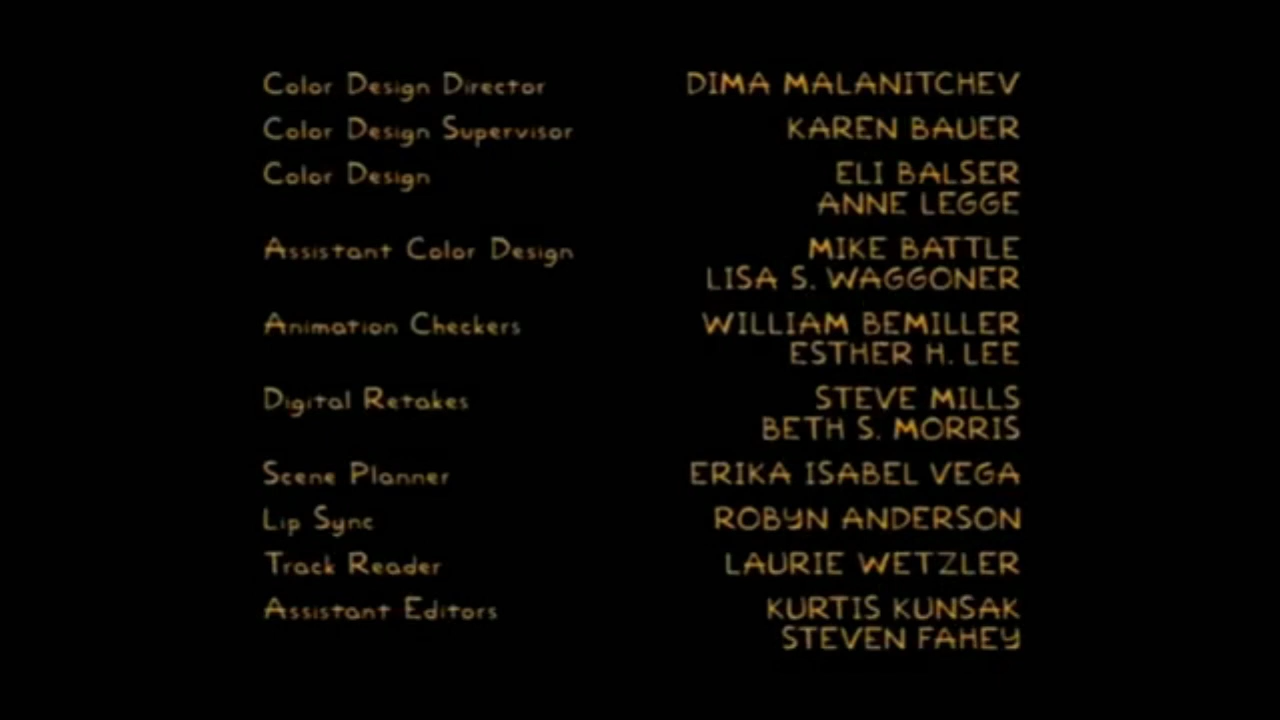 Color Design Director DIMA MALANITCHEV
Color Design Supervisor KAREN BAUER
Color Design ELI BALSER
ANNE LEGGE
Assistant Color Design MIKE BATTLE
LISA S. WAGGONER
Animation Checkers WILLIAM BEMILLER
ESTHER H. LEE
Digital Retakes STEVE MILLS
BETH S. MORRIS
Scene Planner ERIKA ISABEL VEGA
Lip Sync ROBYN ANDERSON
Track Reader LAURIE WETZLER
Assistant Editors KURTIS KUNSAK
STEVEN FAHEY